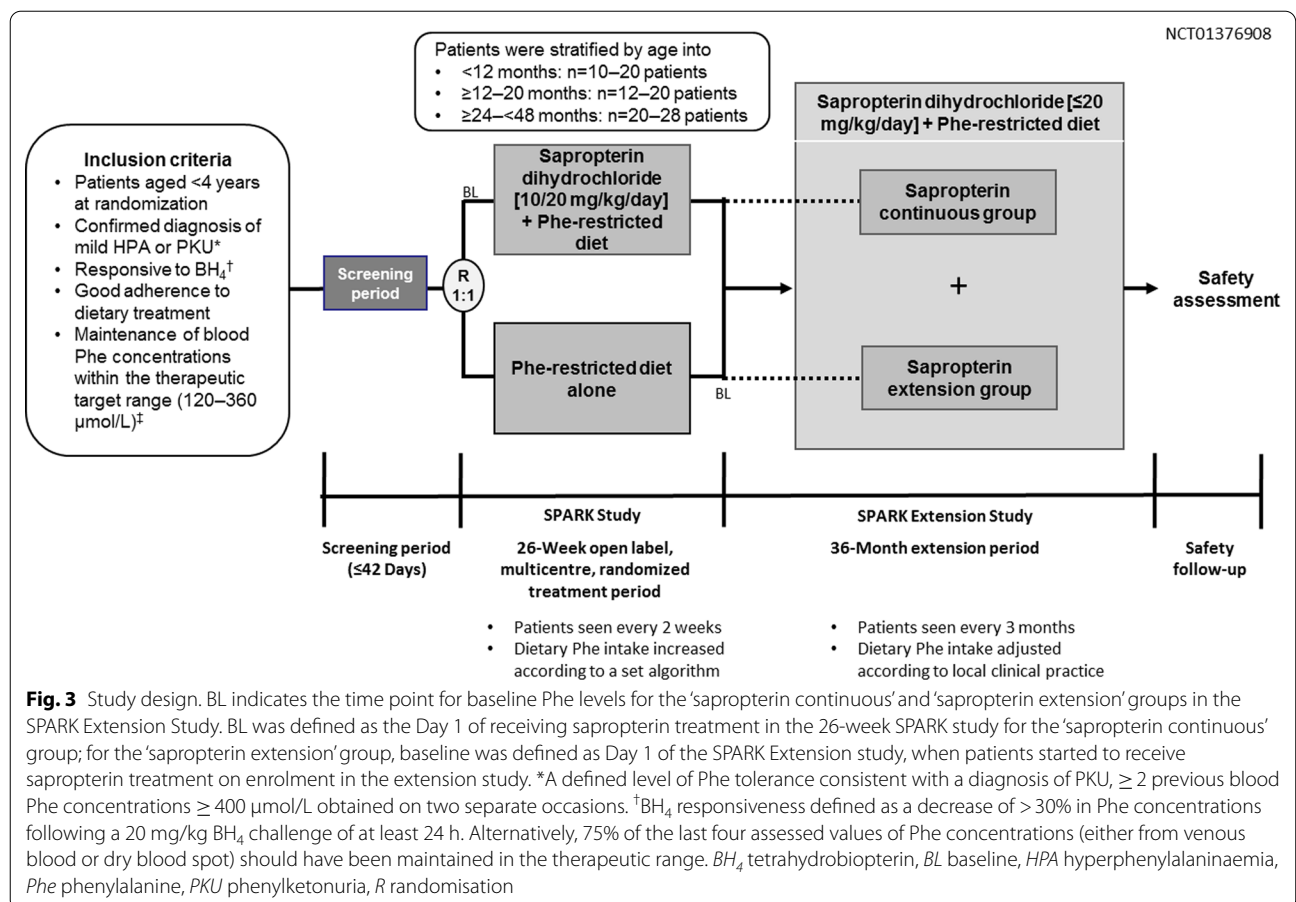 NCT01376908
Patients were stratified by age into
• <12 months: n=10–20 patients
• ≥12–20 months: n=12–20 patients
• ≥24–<48 months: n=20–28 patients
Inclusion criteria
• Patients aged <4 years
at randomization
• Confirmed diagnosis of
mild HPA or PKU*
• Responsive to BH₄†
• Good adherence to
dietary treatment
• Maintenance of blood
Phe concentrations
within the therapeutic
target range (120–360
µmol/L)‡
Screening
period
R
1:1
BL
Sapropterin
dihydrochloride
[10/20 mg/kg/day]
+ Phe-restricted
diet
Phe-restricted diet
alone
BL
Sapropterin dihydrochloride [≤20
mg/kg/day] + Phe-restricted diet
Sapropterin
continuous group
+
Sapropterin
extension group
Safety
assessment
Screening period
(≤42 Days)
SPARK Study
26-Week open label,
multicentre, randomized
treatment period
• Patients seen every 2 weeks
• Dietary Phe intake increased
according to a set algorithm
SPARK Extension Study
36-Month extension period
• Patients seen every 3 months
• Dietary Phe intake adjusted
according to local clinical practice
Safety
follow-up
Fig. 3 Study design. BL indicates the time point for baseline Phe levels for the ‘sapropterin continuous’ and ‘sapropterin extension’ groups in the
SPARK Extension Study. BL was defined as the Day 1 of receiving sapropterin treatment in the 26-week SPARK study for the ‘sapropterin continuous’
group; for the ‘sapropterin extension’ group, baseline was defined as Day 1 of the SPARK Extension study, when patients started to receive
sapropterin treatment on enrolment in the extension study. *A defined level of Phe tolerance consistent with a diagnosis of PKU, ≥ 2 previous blood
Phe concentrations ≥ 400 µmol/L obtained on two separate occasions. †BH₄ responsiveness defined as a decrease of > 30% in Phe concentrations
following a 20 mg/kg BH₄ challenge of at least 24 h. Alternatively, 75% of the last four assessed values of Phe concentrations (either from venous
blood or dry blood spot) should have been maintained in the therapeutic range. BH₄ tetrahydrobiopterin, BL baseline, HPA hyperphenylalaninaemia,
Phe phenylalanine, PKU phenylketonuria, R randomisation